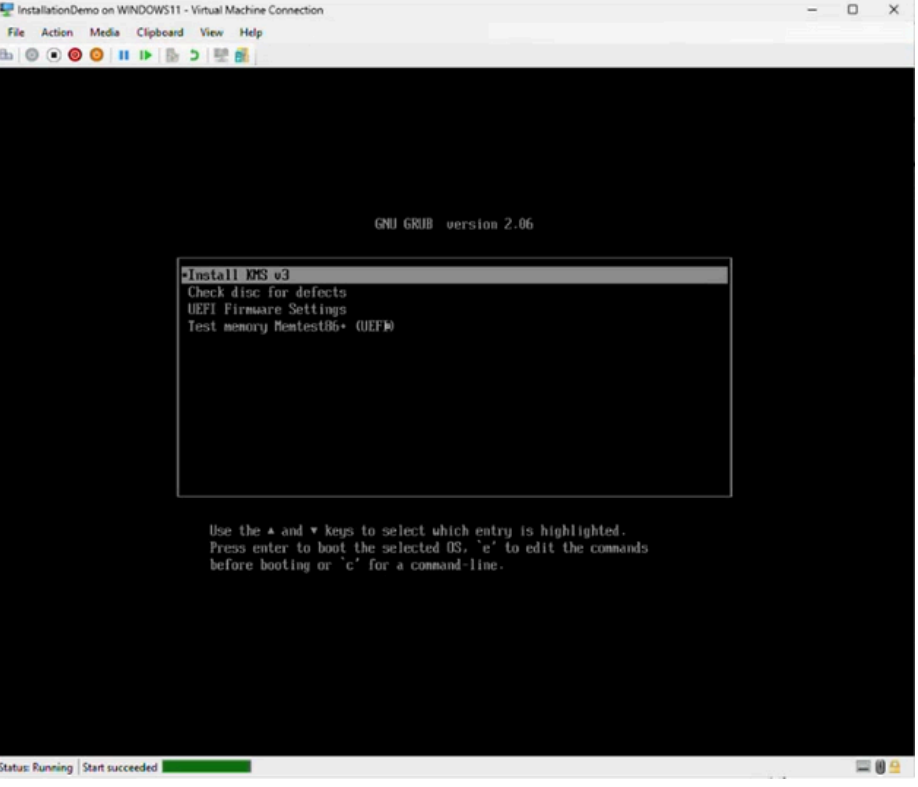 InstallationDemo on WINDOWS11 - Virtual Machine Connection
File Action Media Clipboard View Help
GNU GRUB version 2.06
*Install KMS v3
Check disc for defects
UEFI Firmware Settings
Test memory Memtest86+ (UEFI)
Use the ▲ and ▼ keys to select which entry is highlighted.
Press enter to boot the selected OS, `e' to edit the commands
before booting or `c' for a command-line.
Status: Running Start succeeded